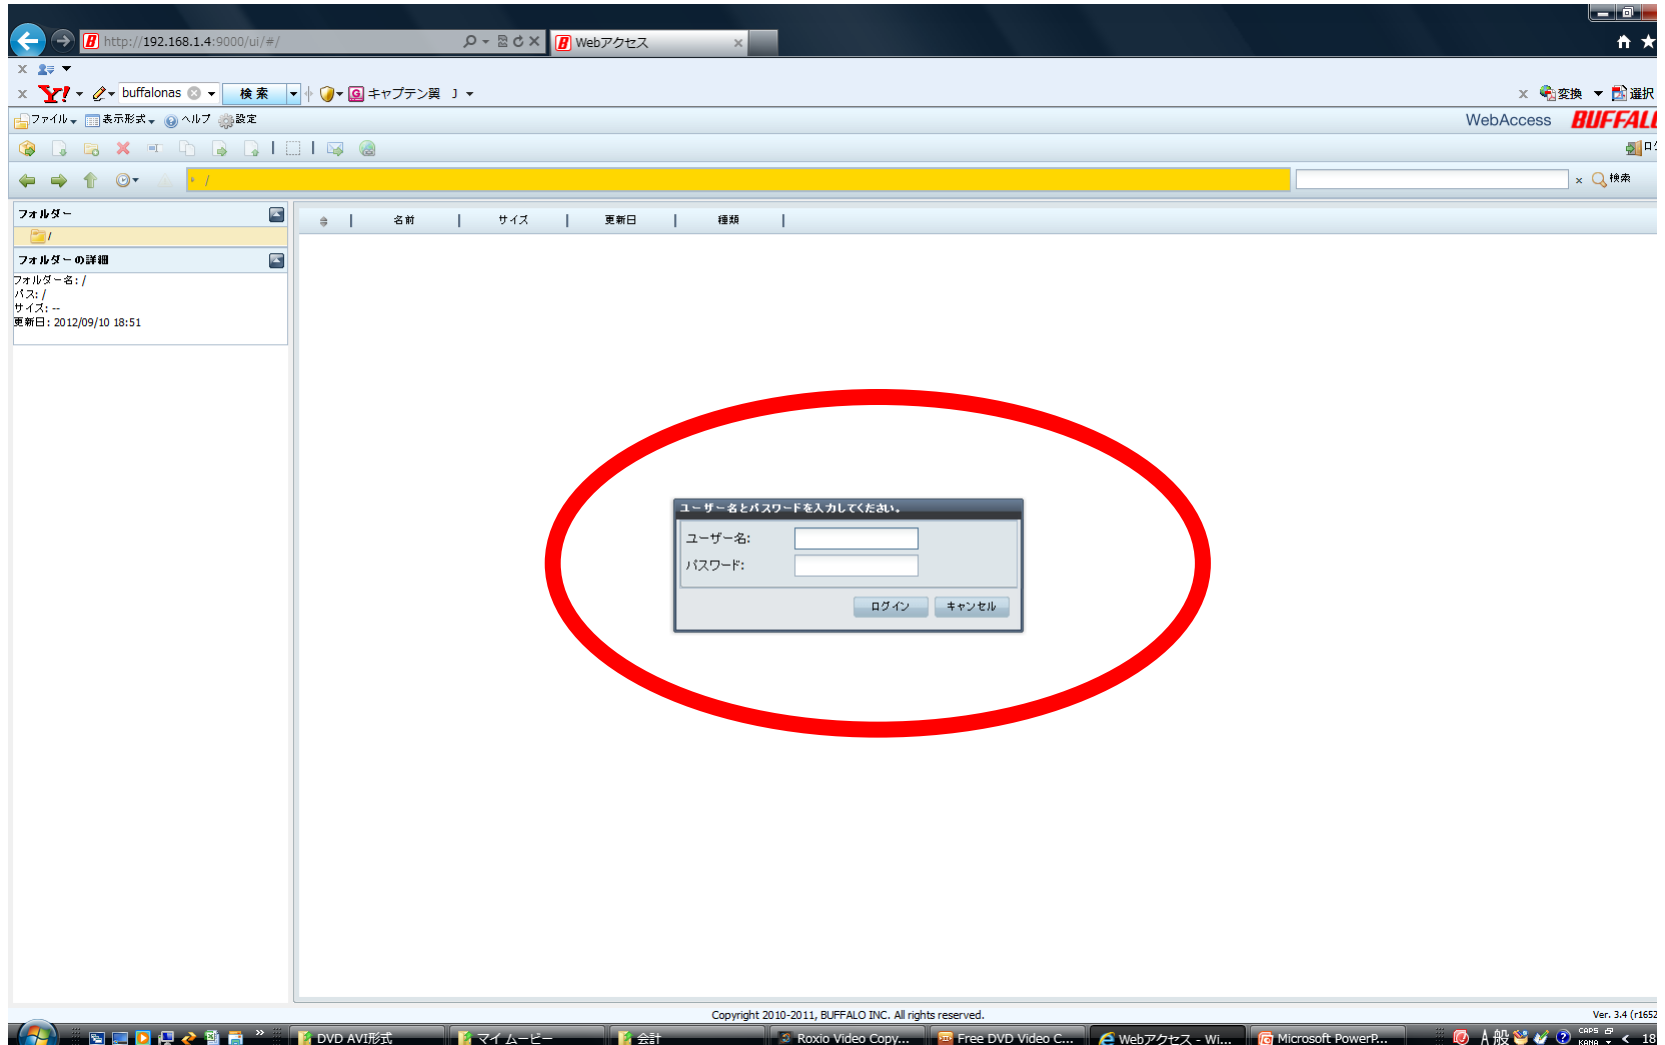 http://192.168.1.4:9000/ui/#/
Webアクセス
buffalonas
検索
キャプテン翼 J
変換
選択
ファイル 表示形式 ヘルプ 設定
WebAccess BUFFALO
/
検索
フォルダー
/
名前 サイズ 更新日 種類
フォルダーの詳細
フォルダー名: /
パス: /
サイズ: --
更新日: 2012/09/10 18:51
ユーザー名とパスワードを入力してください。
ユーザー名:
パスワード:
ログイン キャンセル
Copyright 2010-2011, BUFFALO INC. All rights reserved.
Ver. 3.4 (r1652
DVD AVI形式
マイ ムービー
会計
Roxio Video Copy...
Free DVD Video C...
Webアクセス - Wi...
Microsoft PowerP...
A 般
CAPS
KANA
18